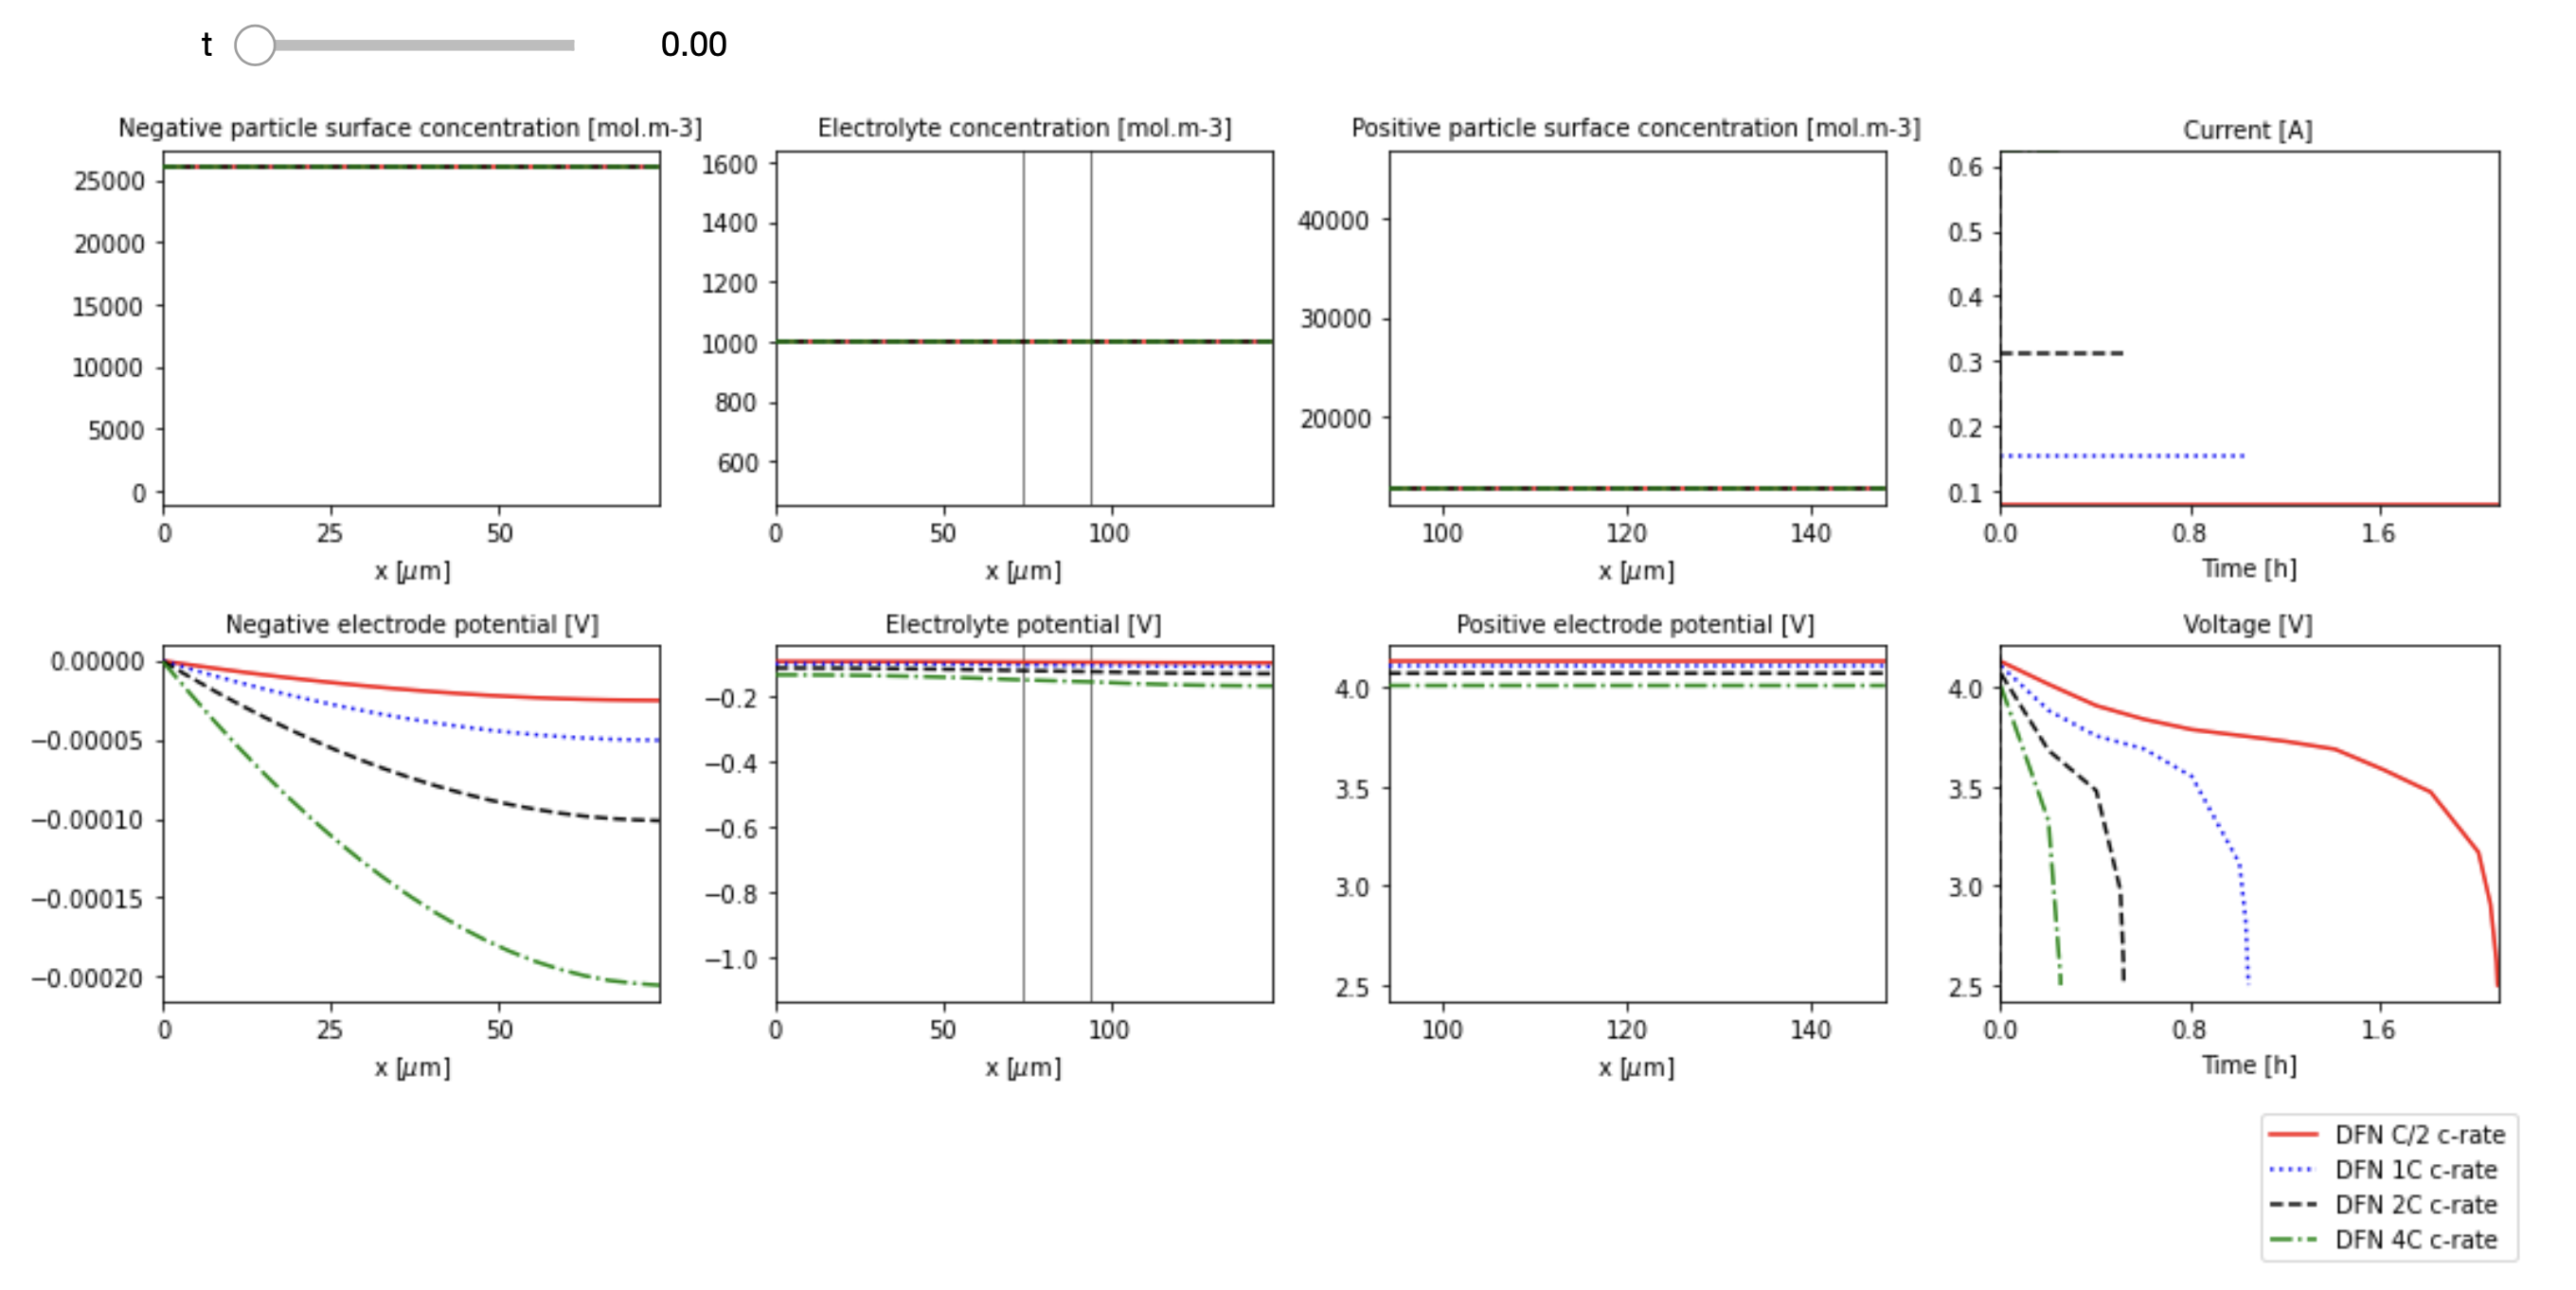 t 0.00
Negative particle surface concentration [mol.m-3]
25000
20000
15000
10000
5000
0
0 25 50
x [μm]
Electrolyte concentration [mol.m-3]
1600
1400
1200
1000
800
600
0 50 100
x [μm]
Positive particle surface concentration [mol.m-3]
40000
30000
20000
100 120 140
x [μm]
Current [A]
0.6
0.5
0.4
0.3
0.2
0.1
0.0 0.8 1.6
Time [h]
Negative electrode potential [V]
0.00000
−0.00005
−0.00010
−0.00015
−0.00020
0 25 50
x [μm]
Electrolyte potential [V]
−0.2
−0.4
−0.6
−0.8
−1.0
0 50 100
x [μm]
Positive electrode potential [V]
4.0
3.5
3.0
2.5
100 120 140
x [μm]
Voltage [V]
4.0
3.5
3.0
2.5
0.0 0.8 1.6
Time [h]
DFN C/2 c-rate
DFN 1C c-rate
DFN 2C c-rate
DFN 4C c-rate